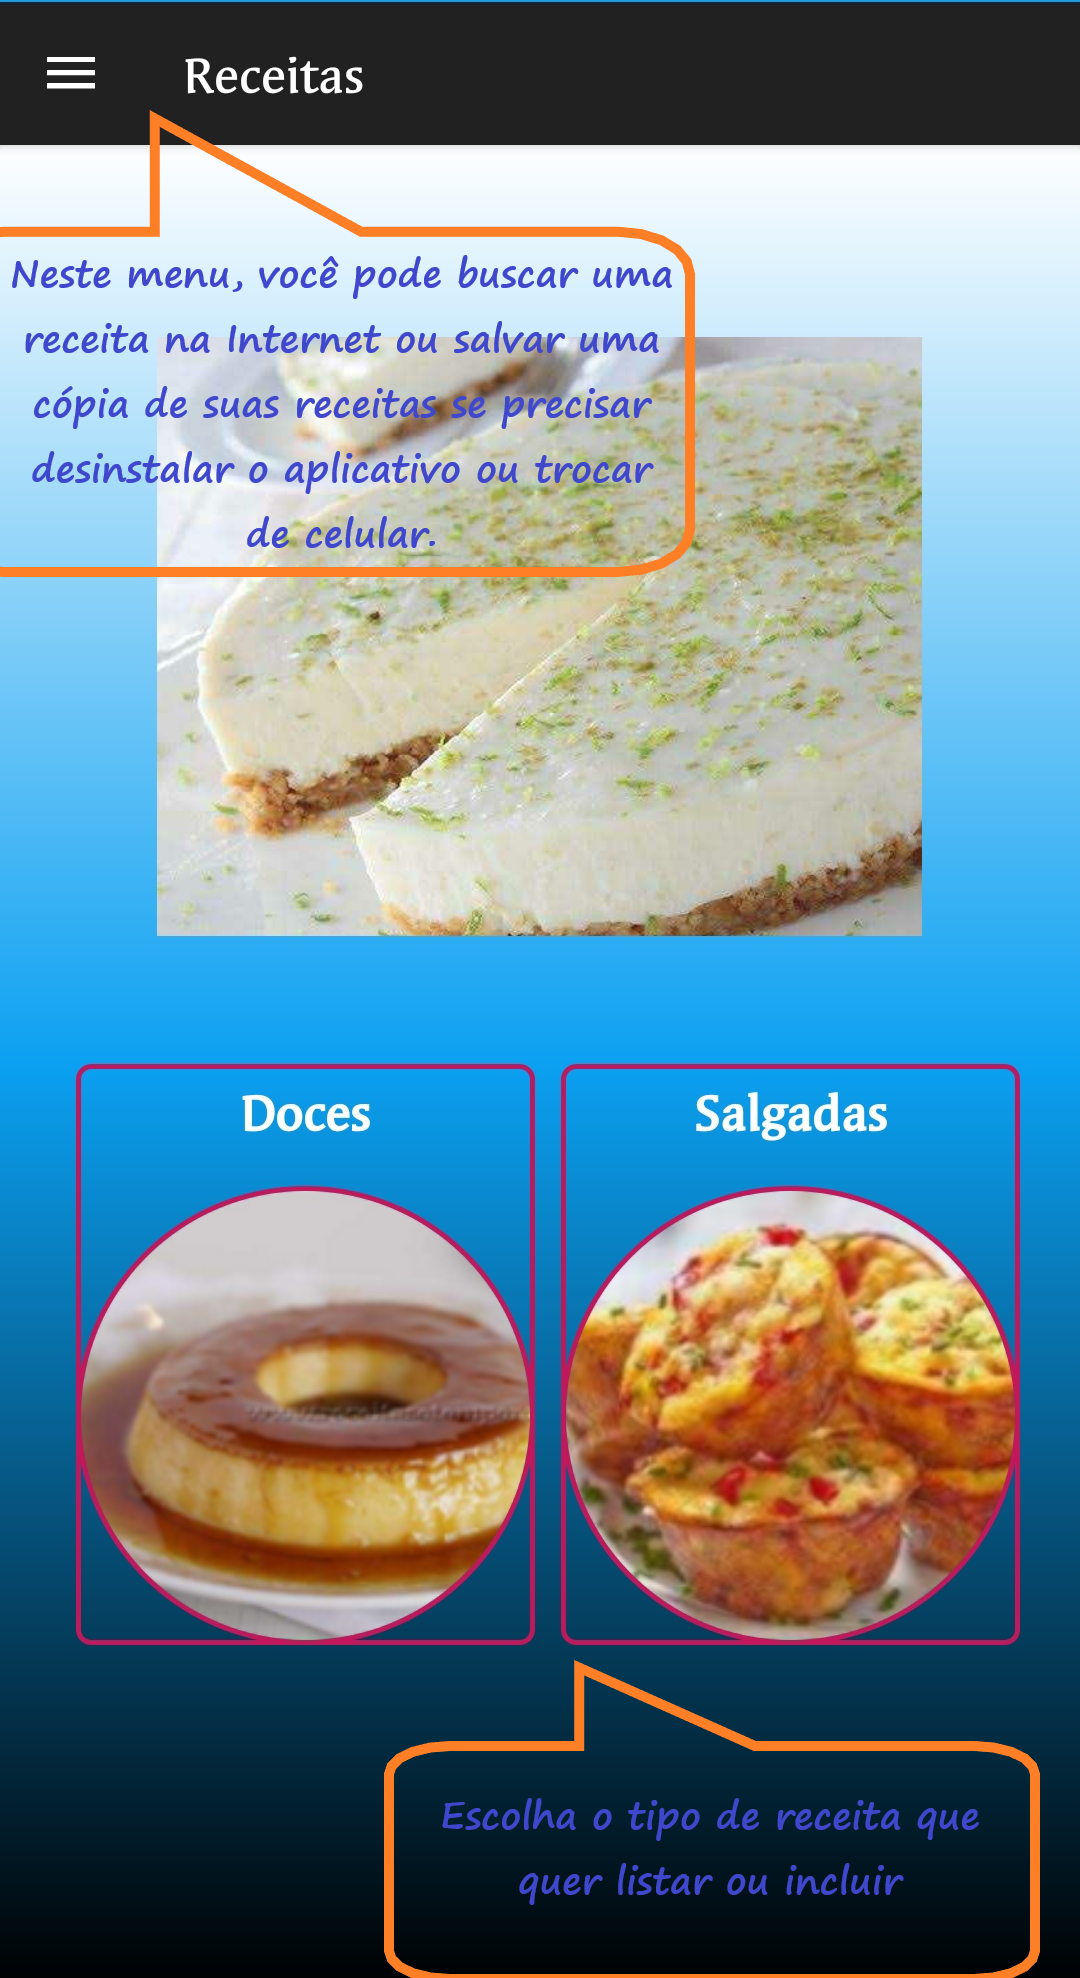 Receitas
Neste menu, você pode buscar uma
receita na Internet ou salvar uma
cópia de suas receitas se precisar
desinstalar o aplicativo ou trocar
de celular.
Doces
Salgadas
Escolha o tipo de receita que
quer listar ou incluir